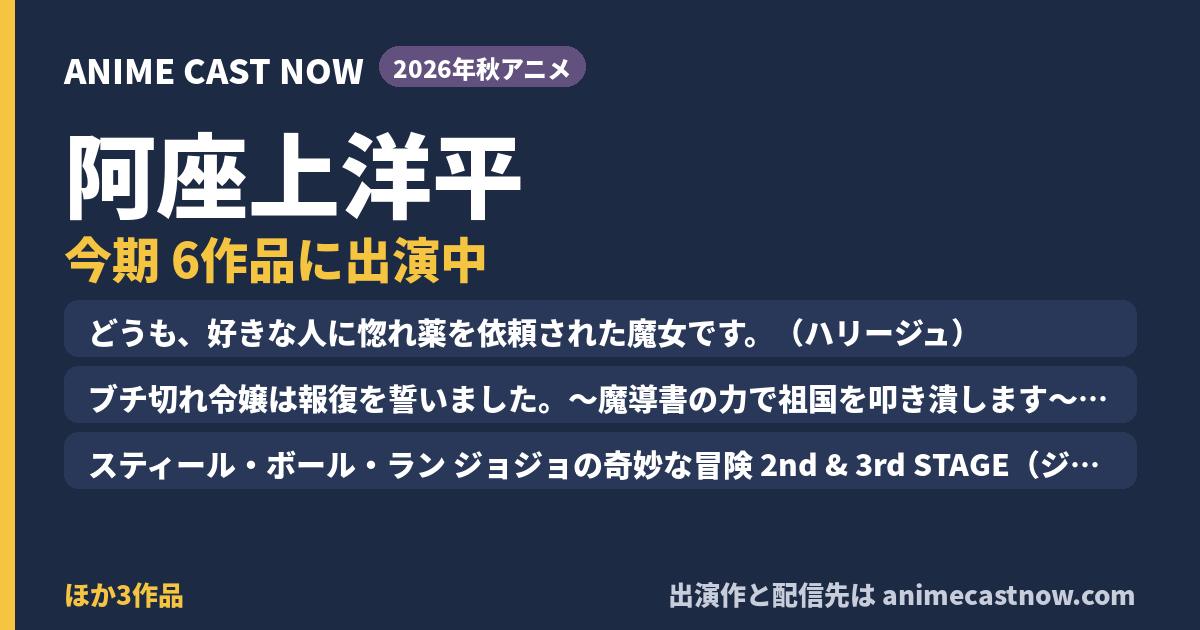 ANIME CAST NOW 2026年秋アニメ
阿座上洋平
今期 6作品に出演中
どうも、好きな人に惚れ薬を依頼された魔女です。（ハリージュ）
ブチ切れ令嬢は報復を誓いました。～魔導書の力で祖国を叩き潰します～…
スティール・ボール・ラン ジョジョの奇妙な冒険 2nd & 3rd STAGE（ジ…
ほか3作品
出演作と配信先は animecastnow.com